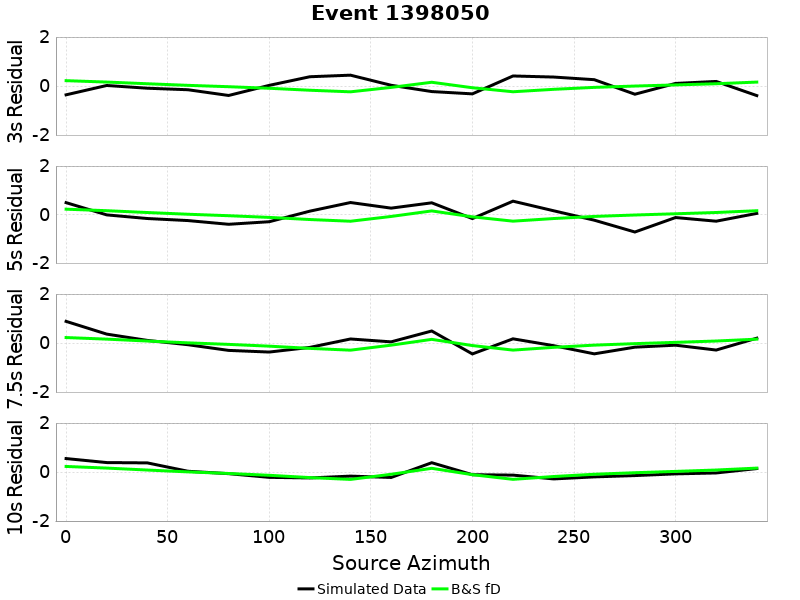 Event 1398050
3s Residual
2
0
-2
5s Residual
2
0
-2
7.5s Residual
2
0
-2
10s Residual
2
0
-2
0 50 100 150 200 250 300
Source Azimuth
Simulated Data B&S fD